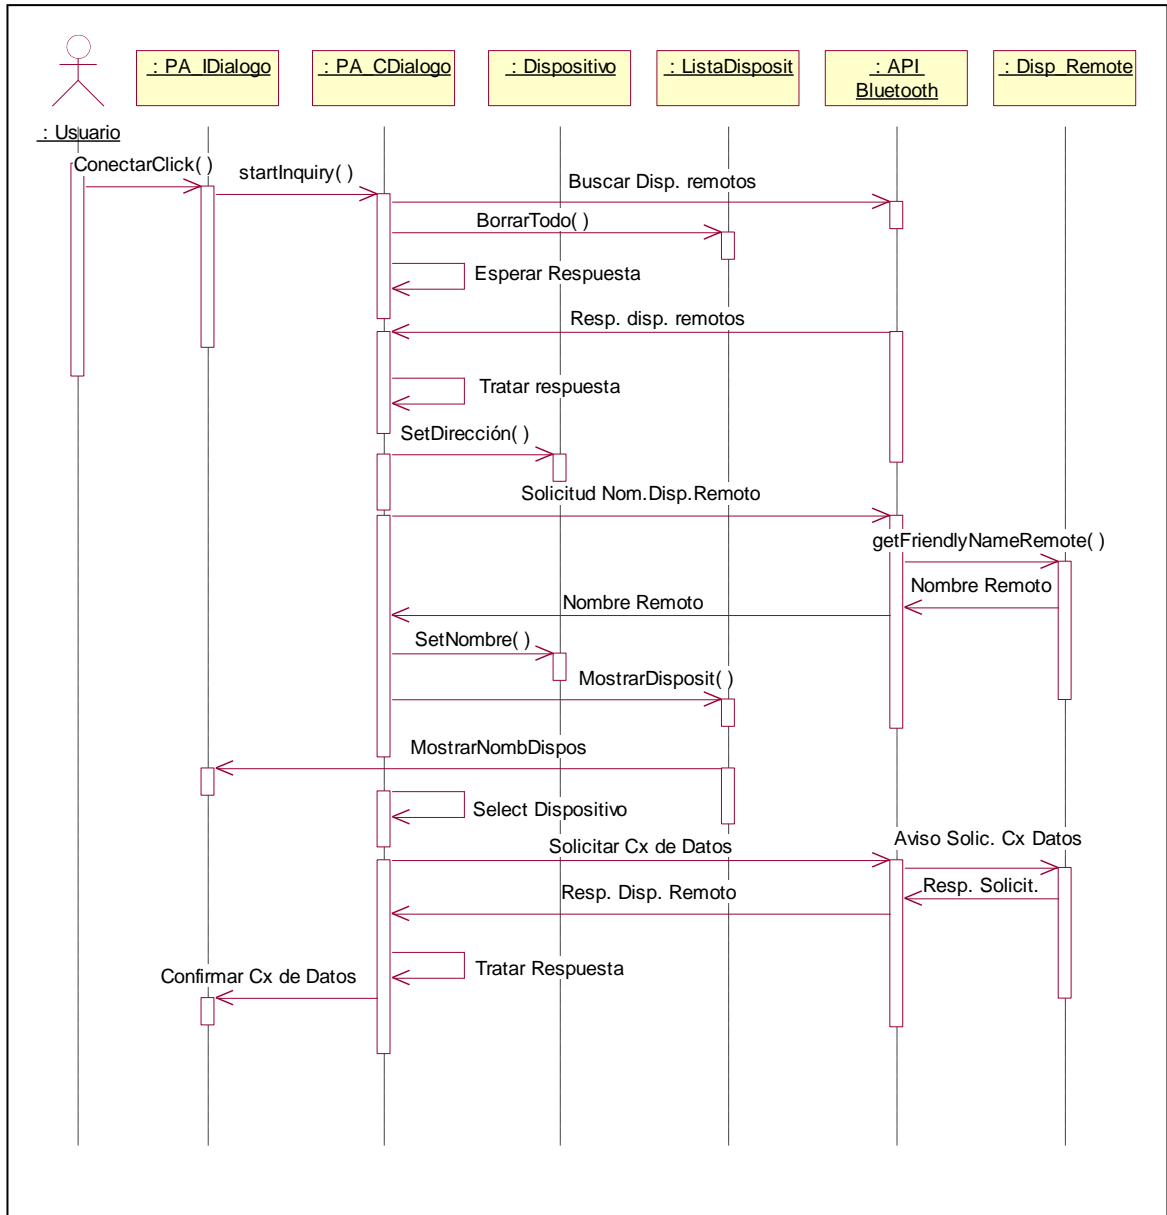 : PA_IDialogo
: PA_CDialogo
: Dispositivo
: ListaDisposit
: API
Bluetooth
: Disp_Remote
: Usuario
ConectarClick( )
startInquiry( )
Buscar Disp. remotos
BorrarTodo( )
Esperar Respuesta
Resp. disp. remotos
Tratar respuesta
SetDirección( )
Solicitud Nom.Disp.Remoto
getFriendlyNameRemote( )
Nombre Remoto
Nombre Remoto
SetNombre( )
MostrarDisposit( )
MostrarNombDispos
Select Dispositivo
Solicitar Cx de Datos
Aviso Solic. Cx Datos
Resp. Solicit.
Resp. Disp. Remoto
Tratar Respuesta
Confirmar Cx de Datos